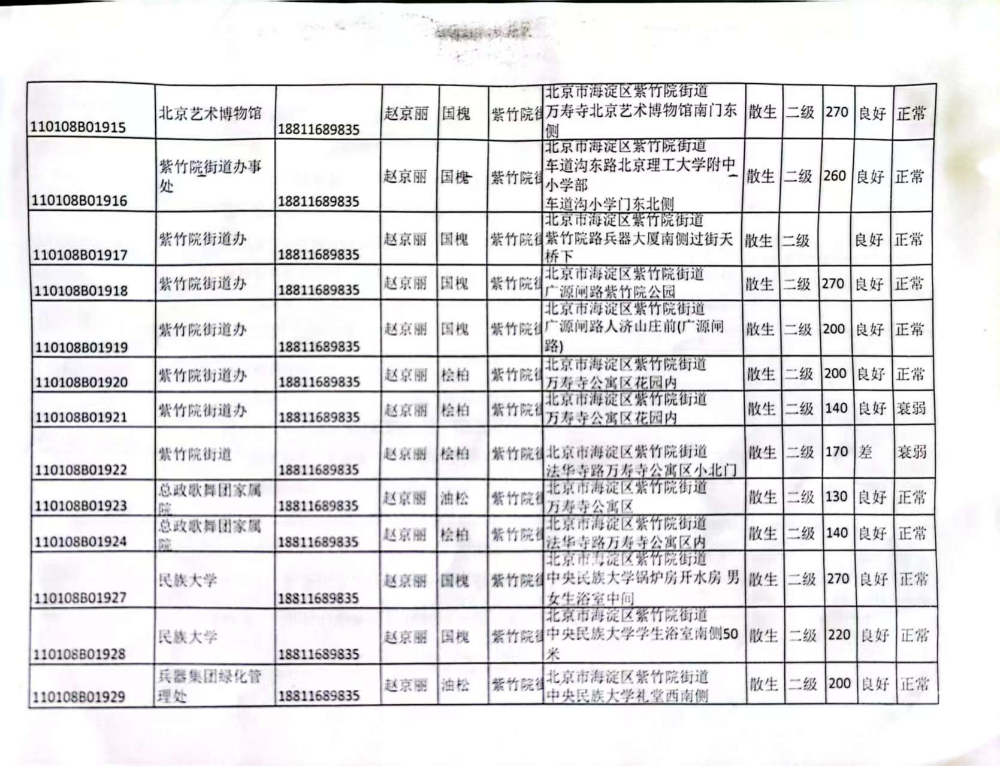 110108B01915 北京艺术博物馆 18811689835 赵京丽 国槐 紫竹院街 北京市海淀区紫竹院街道
万寿寺北京艺术博物馆南门东
侧 散生 二级 270 良好 正常
110108B01916 紫竹院街道办事
处 18811689835 赵京丽 国槐 紫竹院街 北京市海淀区紫竹院街道
车道沟东路北京理工大学附中
小学部
车道沟小学门东北侧 散生 二级 260 良好 正常
110108B01917 紫竹院街道办 18811689835 赵京丽 国槐 紫竹院街 北京市海淀区紫竹院街道
紫竹院路兵器大厦南侧过街天
桥下 散生 二级 良好 正常
110108B01918 紫竹院街道办 18811689835 赵京丽 国槐 紫竹院街 北京市海淀区紫竹院街道
广源闸路紫竹院公园 散生 二级 270 良好 正常
110108B01919 紫竹院街道办 18811689835 赵京丽 国槐 紫竹院街 北京市海淀区紫竹院街道
广源闸路人济山庄前(广源闸
路) 散生 二级 200 良好 正常
110108B01920 紫竹院街道办 18811689835 赵京丽 桧柏 紫竹院街 北京市海淀区紫竹院街道
万寿寺公寓区花园内 散生 二级 200 良好 正常
110108B01921 紫竹院街道办 18811689835 赵京丽 桧柏 紫竹院街 北京市海淀区紫竹院街道
万寿寺公寓区花园内 散生 二级 140 良好 衰弱
110108B01922 紫竹院街道 18811689835 赵京丽 桧柏 紫竹院街 北京市海淀区紫竹院街道
法华寺路万寿寺公寓区小北门 散生 二级 170 差 衰弱
110108B01923 总政歌舞团家属
院 18811689835 赵京丽 油松 紫竹院街 北京市海淀区紫竹院街道
万寿寺公寓区 散生 二级 130 良好 正常
110108B01924 总政歌舞团家属
院 18811689835 赵京丽 桧柏 紫竹院街 北京市海淀区紫竹院街道
法华寺路万寿寺公寓区内 散生 二级 140 良好 正常
110108B01927 民族大学 18811689835 赵京丽 国槐 紫竹院街 北京市海淀区紫竹院街道
中央民族大学锅炉房开水房 男
女生浴室中间 散生 二级 270 良好 正常
110108B01928 民族大学 18811689835 赵京丽 国槐 紫竹院街 北京市海淀区紫竹院街道
中央民族大学学生浴室南侧50
米 散生 二级 220 良好 正常
110108B01929 兵器集团绿化管
理处 18811689835 赵京丽 油松 紫竹院街 北京市海淀区紫竹院街道
中央民族大学礼堂西南侧 散生 二级 200 良好 正常